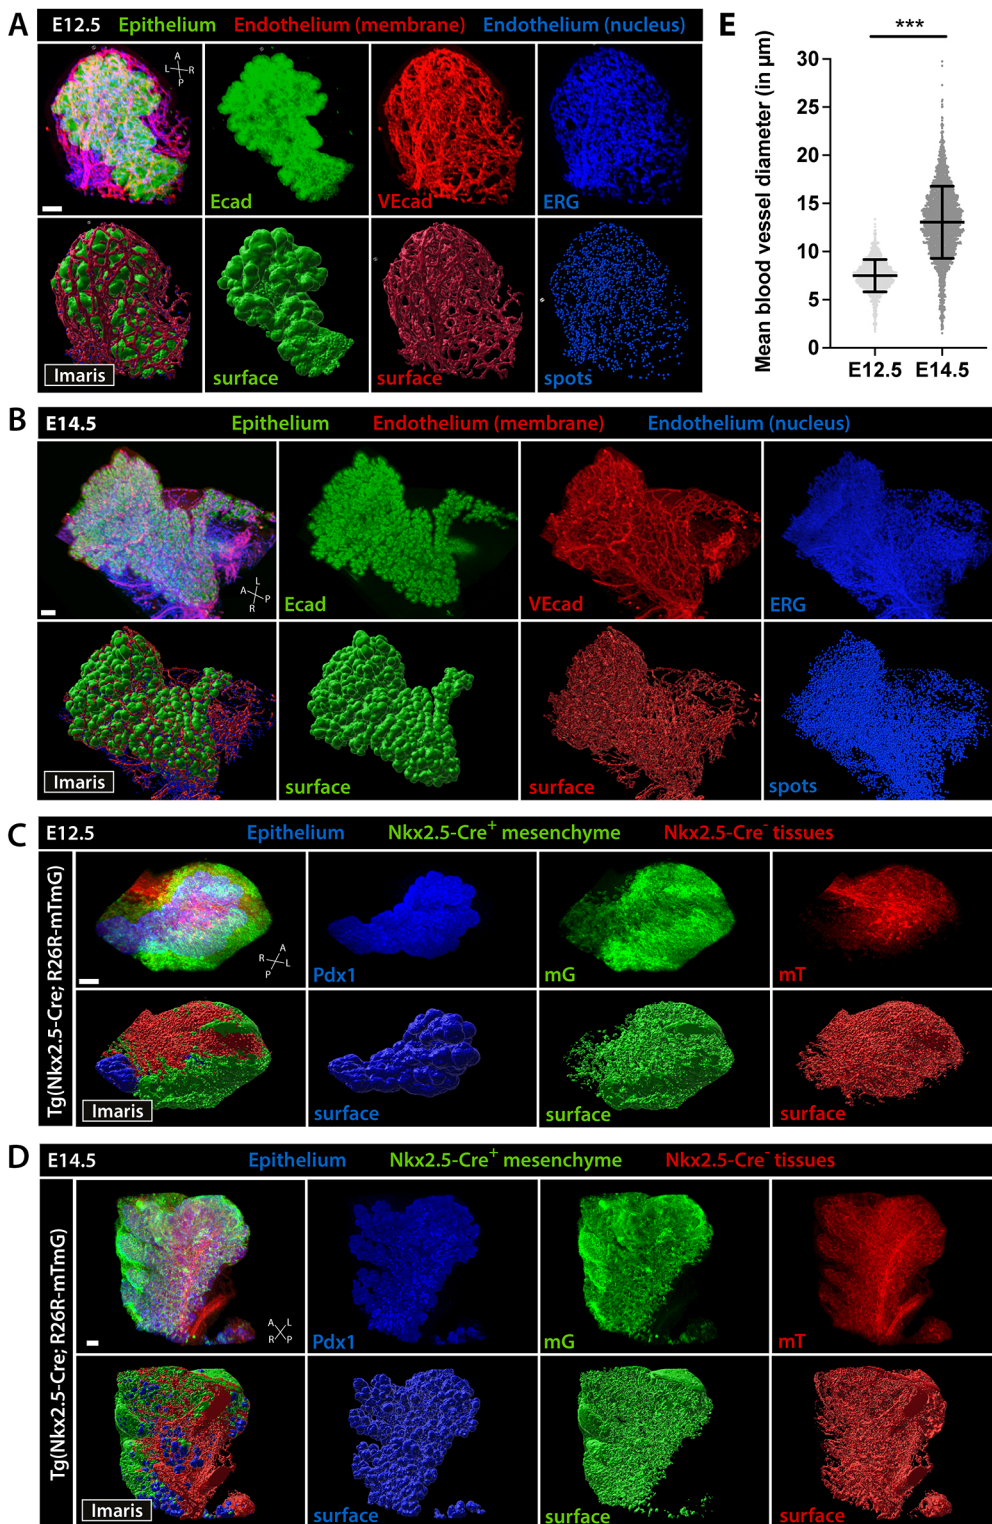 A
E12.5 Epithelium Endothelium (membrane) Endothelium (nucleus)
A
L R
P
Ecad
VEcad
ERG
Imaris
surface
surface
spots
E
***
Mean blood vessel diameter (in μm)
30
25
20
15
10
5
0
E12.5 E14.5
B
E14.5 Epithelium Endothelium (membrane) Endothelium (nucleus)
L
A
P
R
Ecad
VEcad
ERG
Imaris
surface
surface
spots
C
E12.5 Epithelium Nkx2.5-Cre⁺ mesenchyme Nkx2.5-Cre⁻ tissues
Tg(Nkx2.5-Cre; R26R-mTmG)
A
R L
P
Pdx1
mG
mT
Imaris
surface
surface
surface
D
E14.5 Epithelium Nkx2.5-Cre⁺ mesenchyme Nkx2.5-Cre⁻ tissues
Tg(Nkx2.5-Cre; R26R-mTmG)
A L
R P
Pdx1
mG
mT
Imaris
surface
surface
surface